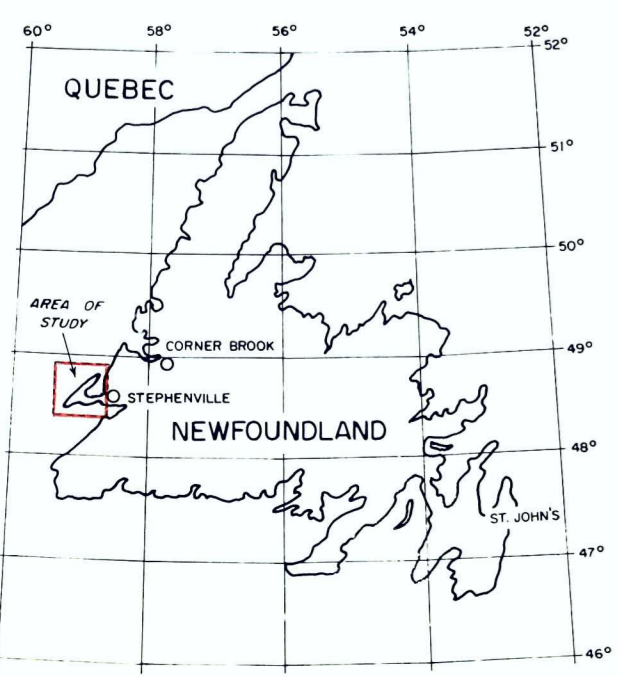 60° 58° 56° 54° 52°
52°
QUEBEC
51°
50°
AREA OF
STUDY
CORNER BROOK
49°
STEPHENVILLE
NEWFOUNDLAND
48°
ST. JOHN'S
47°
46°